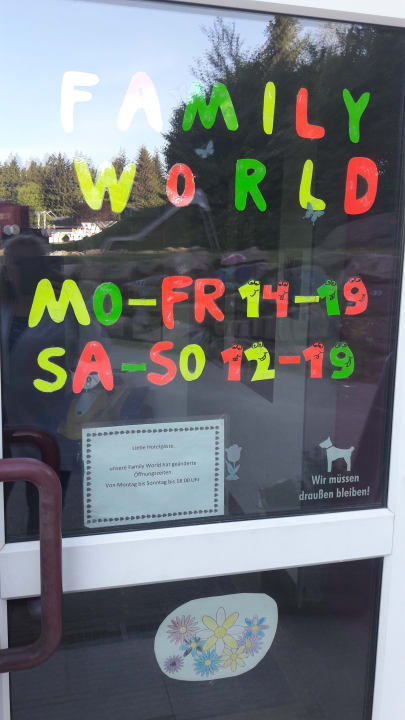 FAMILY
WORLD
MO-FR 14-19
SA-SO 12-19
Liebe Hotelgäste,
unsere Family World hat geänderte
Öffnungszeiten.
Von Montag bis Sonntag bis 18:00 Uhr
Wir müssen
draußen bleiben!